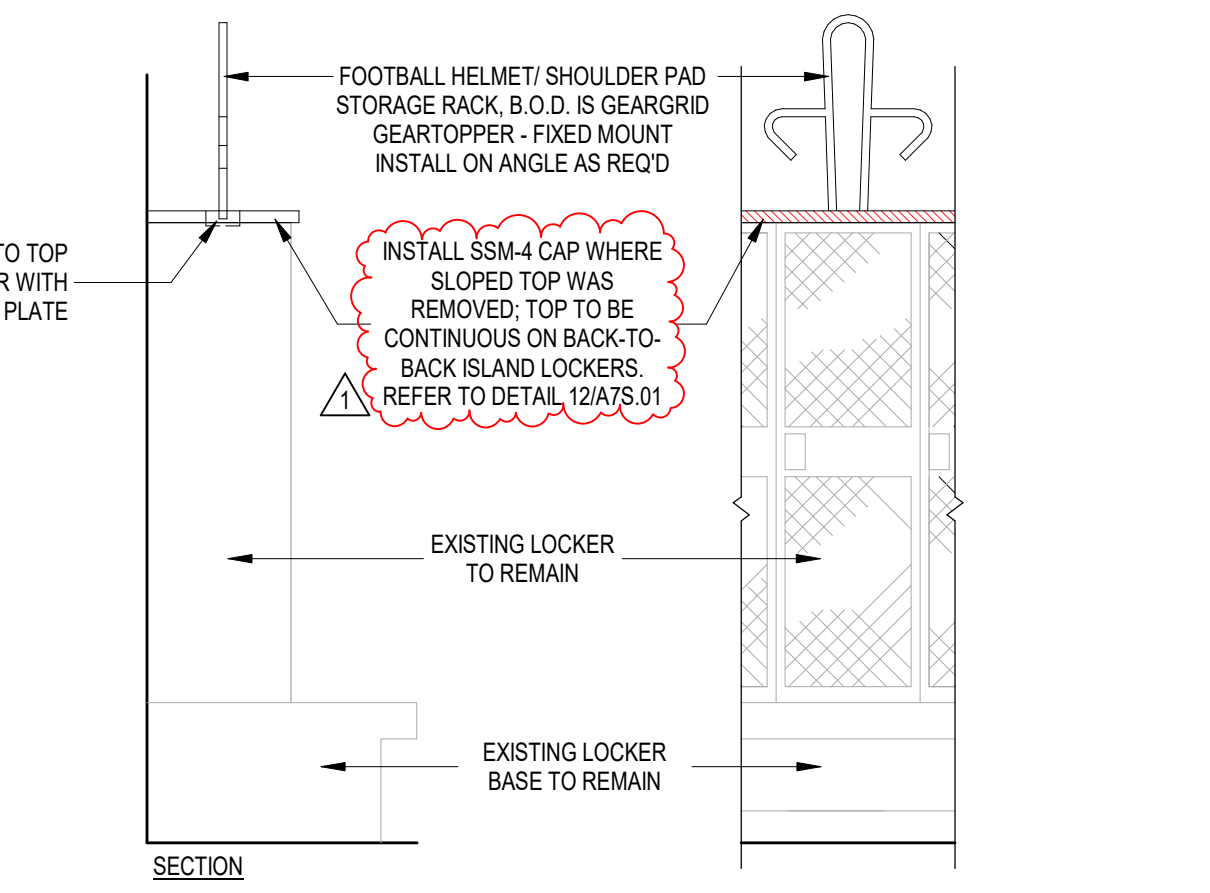 FOOTBALL HELMET/ SHOULDER PAD
STORAGE RACK, B.O.D. IS GEARGRID
GEARTOPPER - FIXED MOUNT
INSTALL ON ANGLE AS REQ'D
TO TOP
WITH
PLATE
INSTALL SSM-4 CAP WHERE
SLOPED TOP WAS
REMOVED; TOP TO BE
CONTINUOUS ON BACK-TO-
BACK ISLAND LOCKERS.
REFER TO DETAIL 12/A7S.01
1
EXISTING LOCKER
TO REMAIN
EXISTING LOCKER
BASE TO REMAIN
SECTION